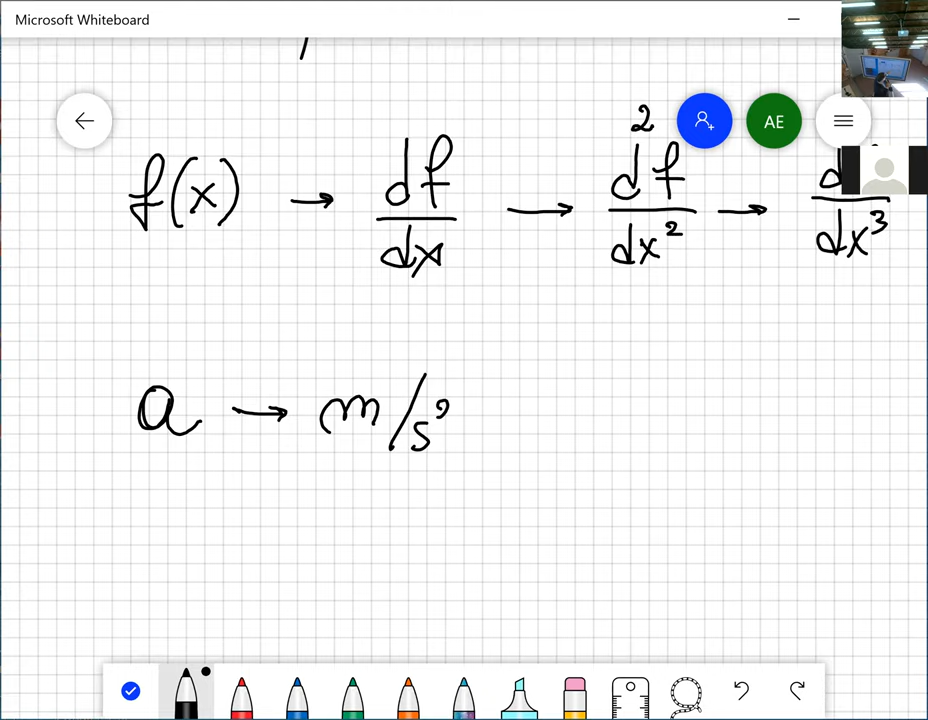 Microsoft Whiteboard
AE
f(x) → df/dx → d²f/dx² → d/dx³
a → m/s²